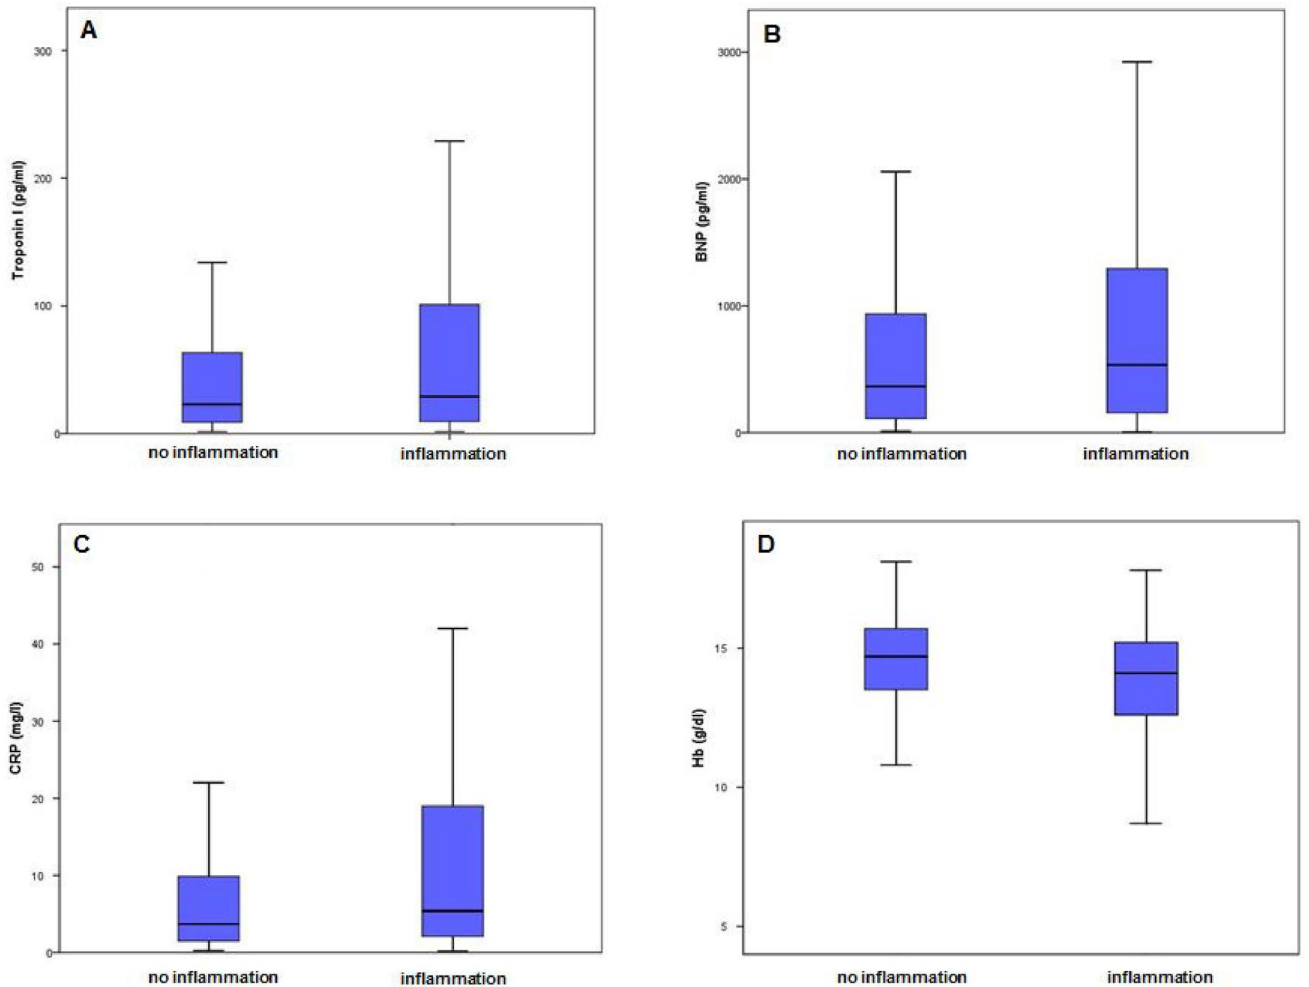 A
300
200
100
0
Troponin I (pg/ml)
no inflammation
inflammation
B
3000
2000
1000
0
BNP (pg/ml)
no inflammation
inflammation
C
50
40
30
20
10
0
CRP (mg/l)
no inflammation
inflammation
D
15
10
5
Hb (g/dl)
no inflammation
inflammation